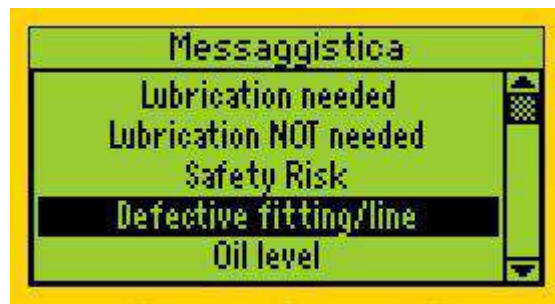 Messaggistica
Lubrication needed
Lubrication NOT needed
Safety Risk
Defective fitting/line
Oil level